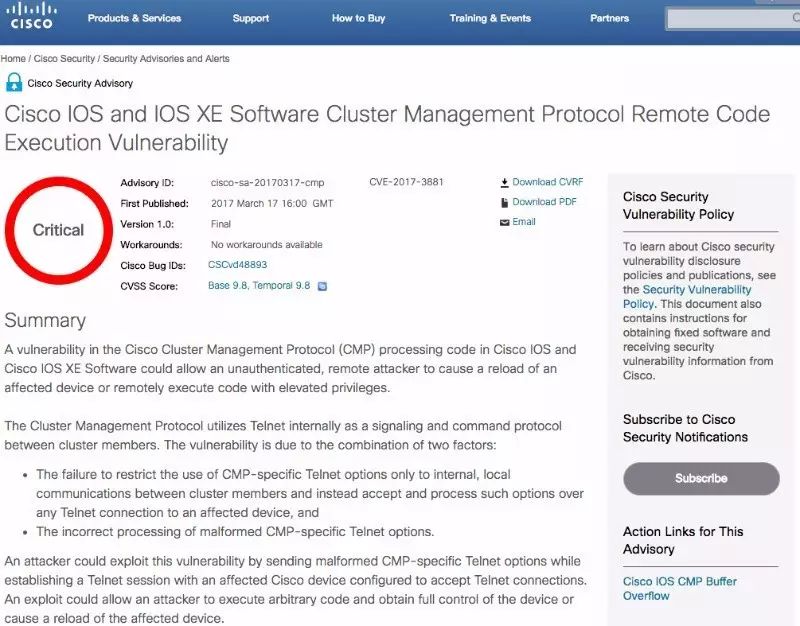 CISCO
Products & Services
Support
How to Buy
Training & Events
Partners
Home / Cisco Security / Security Advisories and Alerts
Cisco Security Advisory
Cisco IOS and IOS XE Software Cluster Management Protocol Remote Code
Execution Vulnerability
Critical
Advisory ID: cisco-sa-20170317-cmp CVE-2017-3881
First Published: 2017 March 17 16:00 GMT
Version 1.0: Final
Workarounds: No workarounds available
Cisco Bug IDs: CSCvd48893
CVSS Score: Base 9.8, Temporal 9.8
Download CVRF
Download PDF
Email
Summary
A vulnerability in the Cisco Cluster Management Protocol (CMP) processing code in Cisco IOS and
Cisco IOS XE Software could allow an unauthenticated, remote attacker to cause a reload of an
affected device or remotely execute code with elevated privileges.
The Cluster Management Protocol utilizes Telnet internally as a signaling and command protocol
between cluster members. The vulnerability is due to the combination of two factors:
• The failure to restrict the use of CMP-specific Telnet options only to internal, local
communications between cluster members and instead accept and process such options over
any Telnet connection to an affected device, and
• The incorrect processing of malformed CMP-specific Telnet options.
An attacker could exploit this vulnerability by sending malformed CMP-specific Telnet options while
establishing a Telnet session with an affected Cisco device configured to accept Telnet connections.
An exploit could allow an attacker to execute arbitrary code and obtain full control of the device or
cause a reload of the affected device.
Cisco Security
Vulnerability Policy
To learn about Cisco security
vulnerability disclosure
policies and publications, see
the Security Vulnerability
Policy. This document also
contains instructions for
obtaining fixed software and
receiving security
vulnerability information from
Cisco.
Subscribe to Cisco
Security Notifications
Subscribe
Action Links for This
Advisory
Cisco IOS CMP Buffer
Overflow